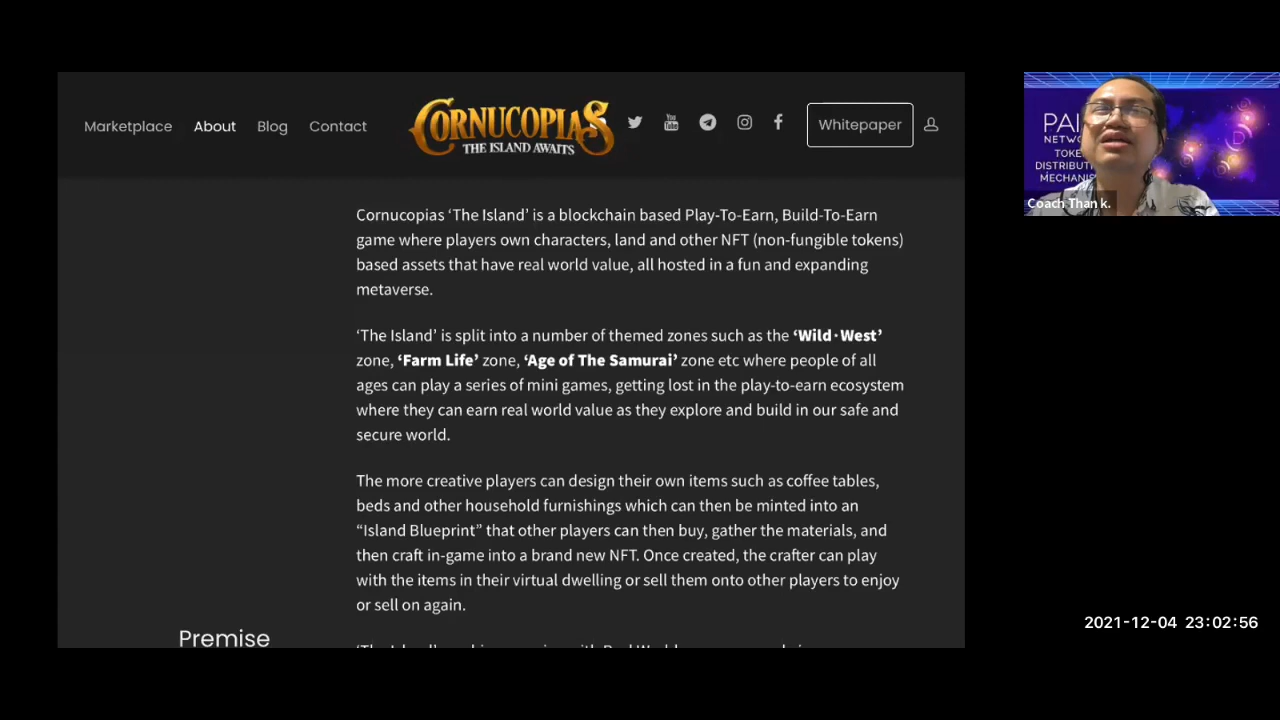 Marketplace About Blog Contact
CORNUCOPIAS
THE ISLAND AWAITS
Whitepaper
Cornucopias ‘The Island’ is a blockchain based Play-To-Earn, Build-To-Earn
game where players own characters, land and other NFT (non-fungible tokens)
based assets that have real world value, all hosted in a fun and expanding
metaverse.
‘The Island’ is split into a number of themed zones such as the ‘Wild·West’
zone, ‘Farm Life’ zone, ‘Age of The Samurai’ zone etc where people of all
ages can play a series of mini games, getting lost in the play-to-earn ecosystem
where they can earn real world value as they explore and build in our safe and
secure world.
The more creative players can design their own items such as coffee tables,
beds and other household furnishings which can then be minted into an
“Island Blueprint” that other players can then buy, gather the materials, and
then craft in-game into a brand new NFT. Once created, the crafter can play
with the items in their virtual dwelling or sell them onto other players to enjoy
or sell on again.
Premise
Coach Than k.
2021-12-04 23:02:56